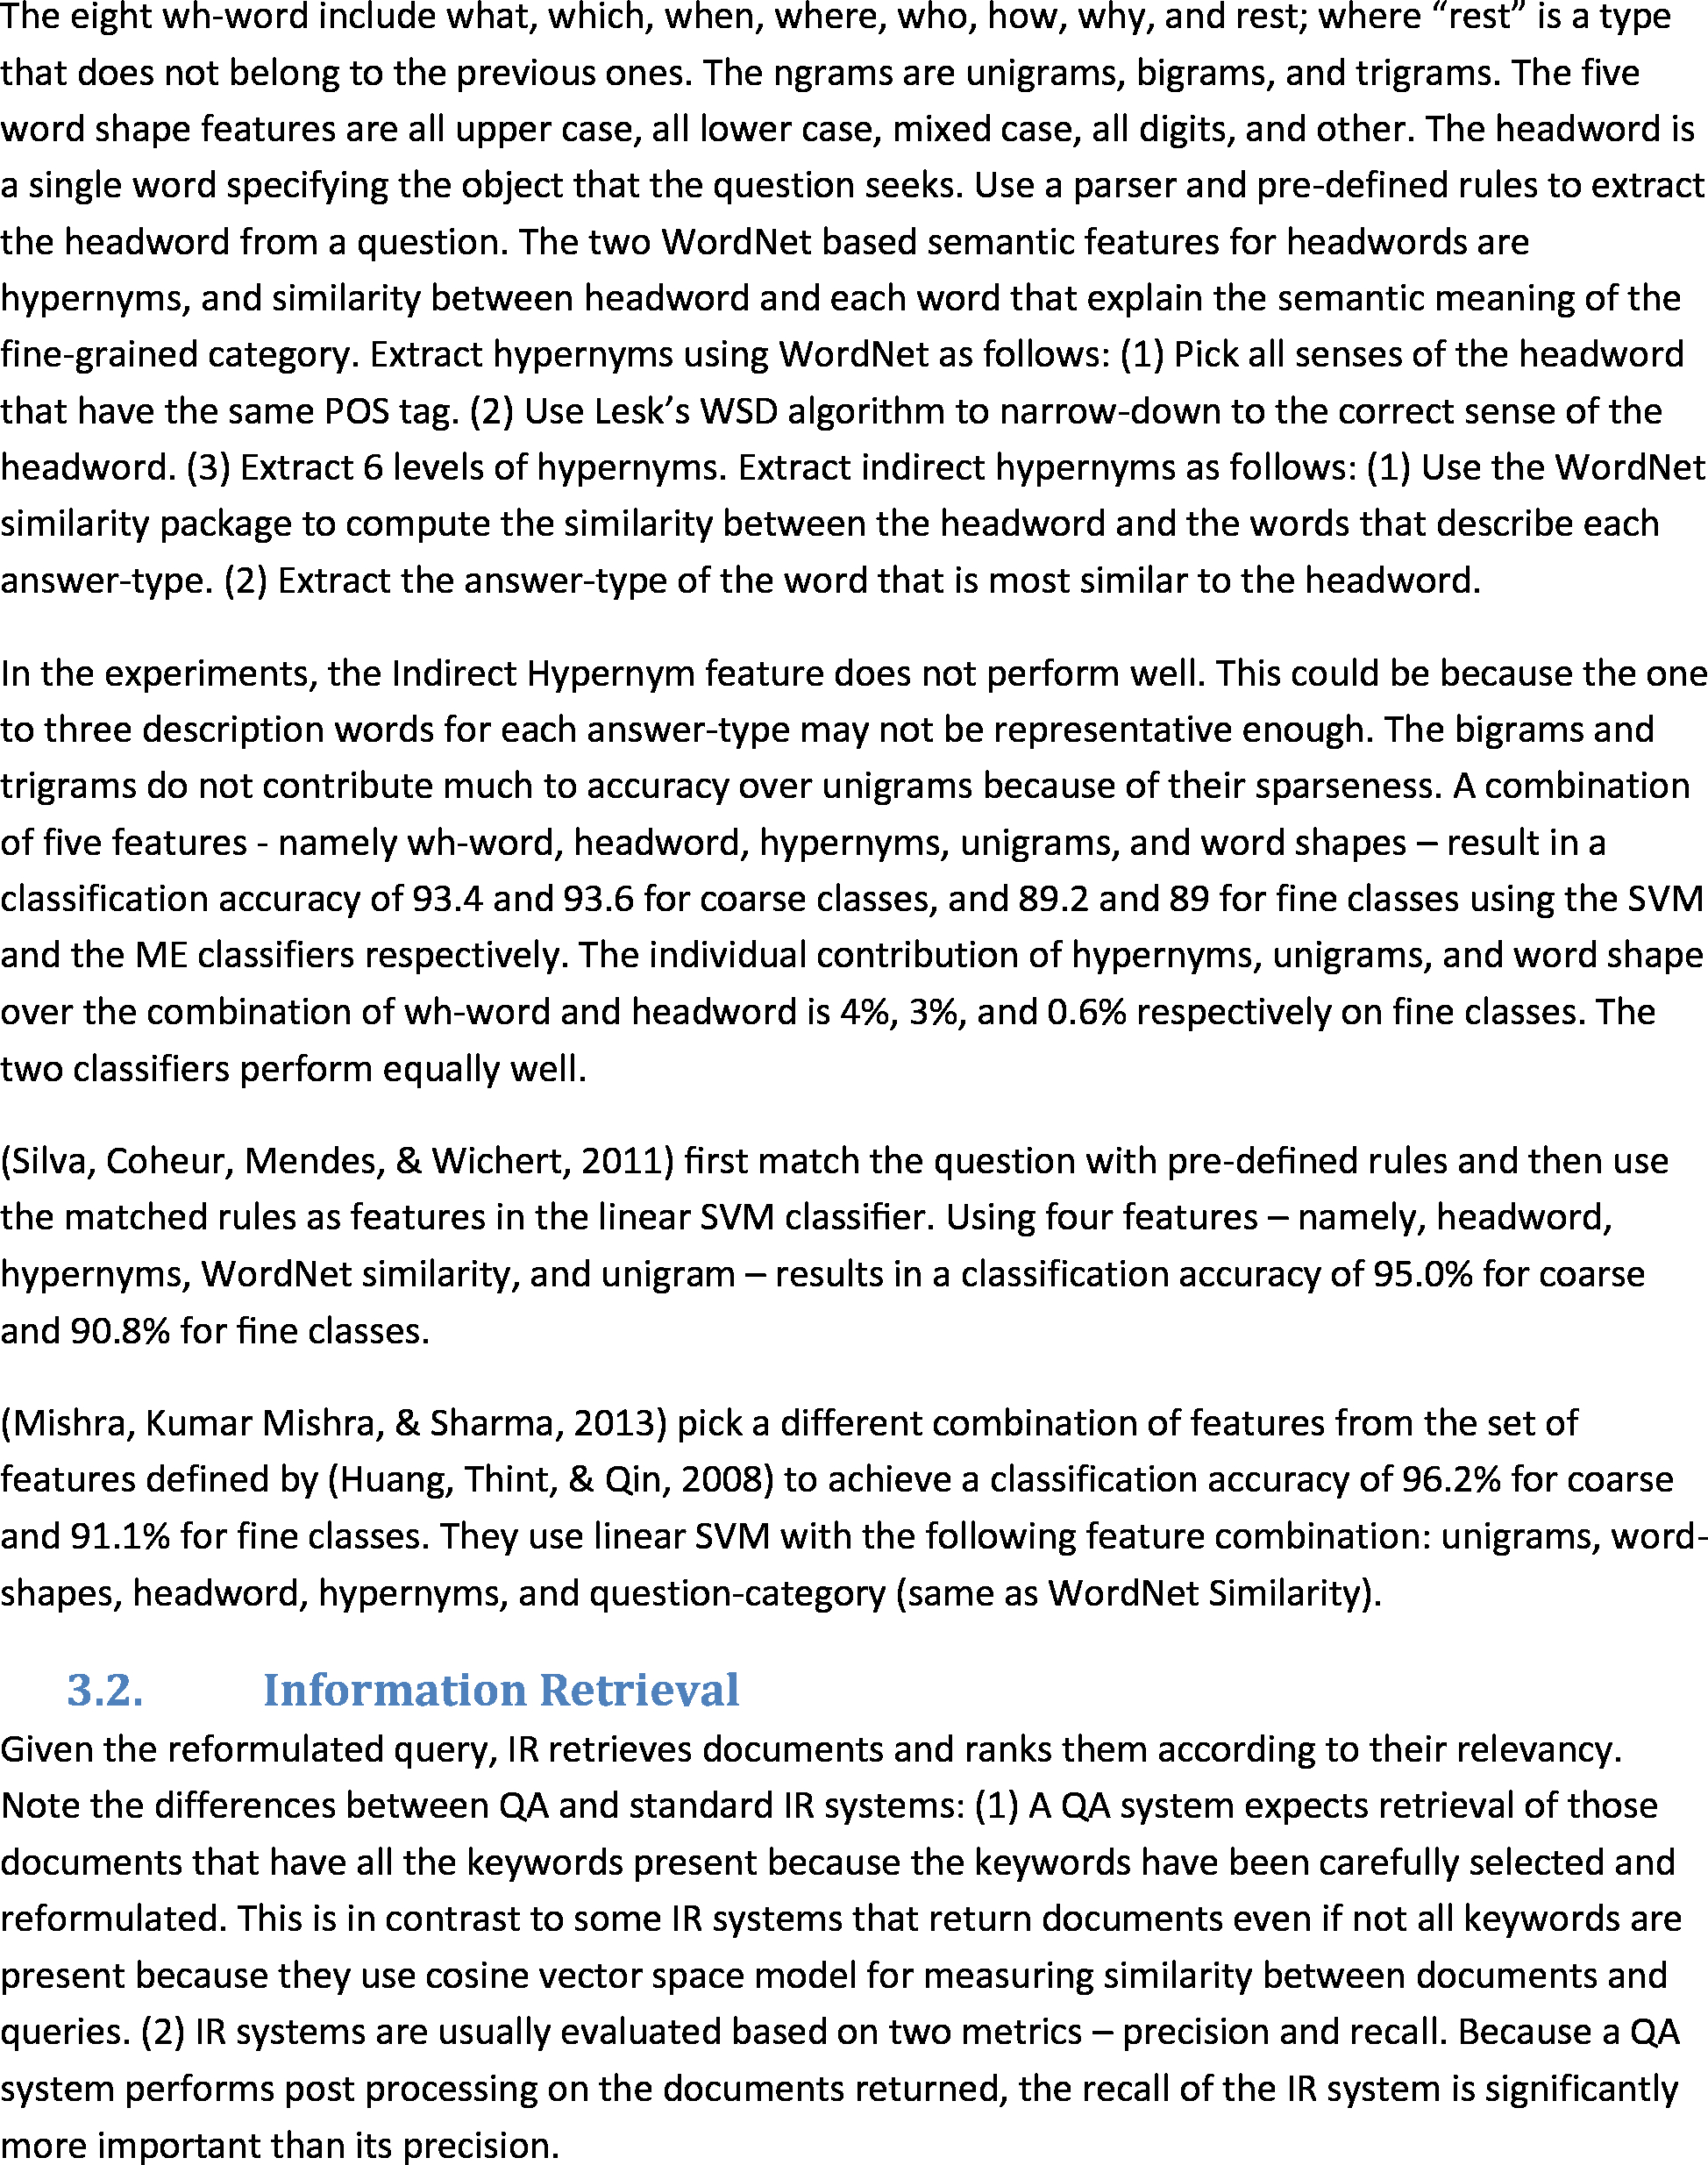 The eight wh-word include what, which, when, where, who, how, why, and rest; where “rest” is a type
that does not belong to the previous ones. The ngrams are unigrams, bigrams, and trigrams. The five
word shape features are all upper case, all lower case, mixed case, all digits, and other. The headword is
a single word specifying the object that the question seeks. Use a parser and pre-defined rules to extract
the headword from a question. The two WordNet based semantic features for headwords are
hypernyms, and similarity between headword and each word that explain the semantic meaning of the
fine-grained category. Extract hypernyms using WordNet as follows: (1) Pick all senses of the headword
that have the same POS tag. (2) Use Lesk’s WSD algorithm to narrow-down to the correct sense of the
headword. (3) Extract 6 levels of hypernyms. Extract indirect hypernyms as follows: (1) Use the WordNet
similarity package to compute the similarity between the headword and the words that describe each
answer-type. (2) Extract the answer-type of the word that is most similar to the headword.
In the experiments, the Indirect Hypernym feature does not perform well. This could be because the one
to three description words for each answer-type may not be representative enough. The bigrams and
trigrams do not contribute much to accuracy over unigrams because of their sparseness. A combination
of five features - namely wh-word, headword, hypernyms, unigrams, and word shapes – result in a
classification accuracy of 93.4 and 93.6 for coarse classes, and 89.2 and 89 for fine classes using the SVM
and the ME classifiers respectively. The individual contribution of hypernyms, unigrams, and word shape
over the combination of wh-word and headword is 4%, 3%, and 0.6% respectively on fine classes. The
two classifiers perform equally well.
(Silva, Coheur, Mendes, & Wichert, 2011) first match the question with pre-defined rules and then use
the matched rules as features in the linear SVM classifier. Using four features – namely, headword,
hypernyms, WordNet similarity, and unigram – results in a classification accuracy of 95.0% for coarse
and 90.8% for fine classes.
(Mishra, Kumar Mishra, & Sharma, 2013) pick a different combination of features from the set of
features defined by (Huang, Thint, & Qin, 2008) to achieve a classification accuracy of 96.2% for coarse
and 91.1% for fine classes. They use linear SVM with the following feature combination: unigrams, word-
shapes, headword, hypernyms, and question-category (same as WordNet Similarity).
3.2. Information Retrieval
Given the reformulated query, IR retrieves documents and ranks them according to their relevancy.
Note the differences between QA and standard IR systems: (1) A QA system expects retrieval of those
documents that have all the keywords present because the keywords have been carefully selected and
reformulated. This is in contrast to some IR systems that return documents even if not all keywords are
present because they use cosine vector space model for measuring similarity between documents and
queries. (2) IR systems are usually evaluated based on two metrics – precision and recall. Because a QA
system performs post processing on the documents returned, the recall of the IR system is significantly
more important than its precision.